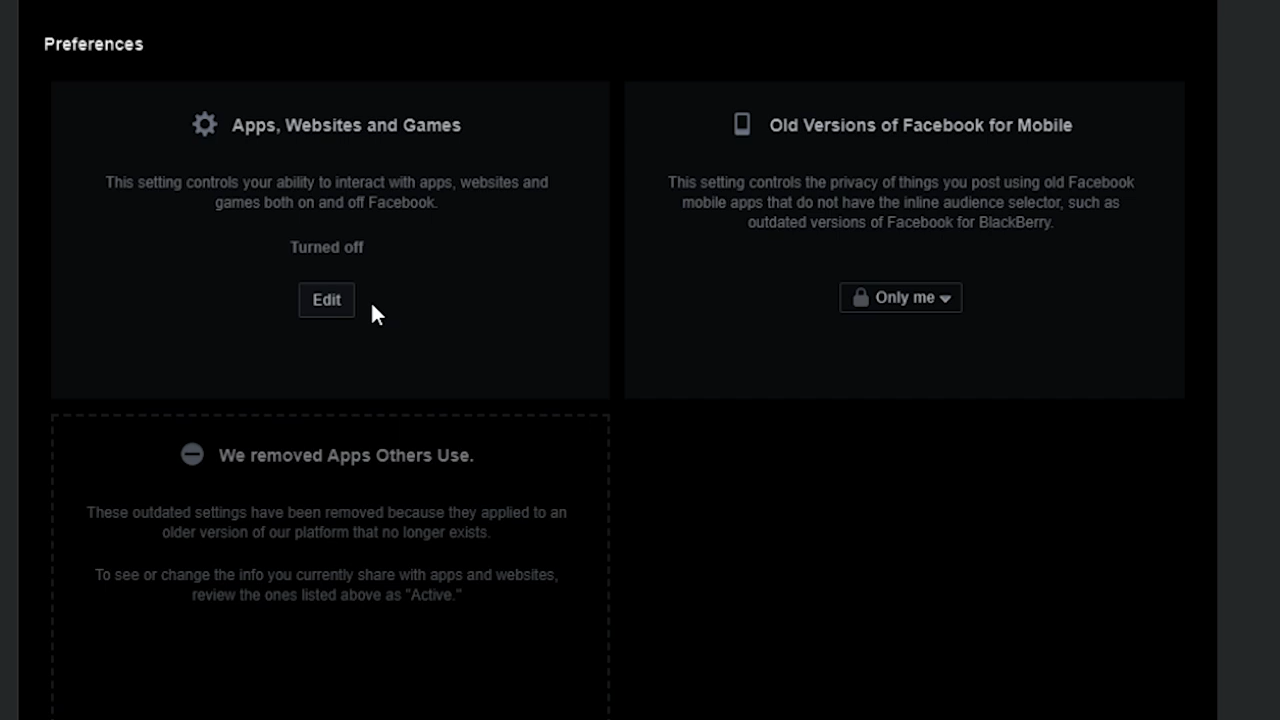 Preferences
Apps, Websites and Games
This setting controls your ability to interact with apps, websites and
games both on and off Facebook.
Turned off
Edit
Old Versions of Facebook for Mobile
This setting controls the privacy of things you post using old Facebook
mobile apps that do not have the inline audience selector, such as
outdated versions of Facebook for BlackBerry.
Only me
We removed Apps Others Use.
These outdated settings have been removed because they applied to an
older version of our platform that no longer exists.
To see or change the info you currently share with apps and websites,
review the ones listed above as "Active."